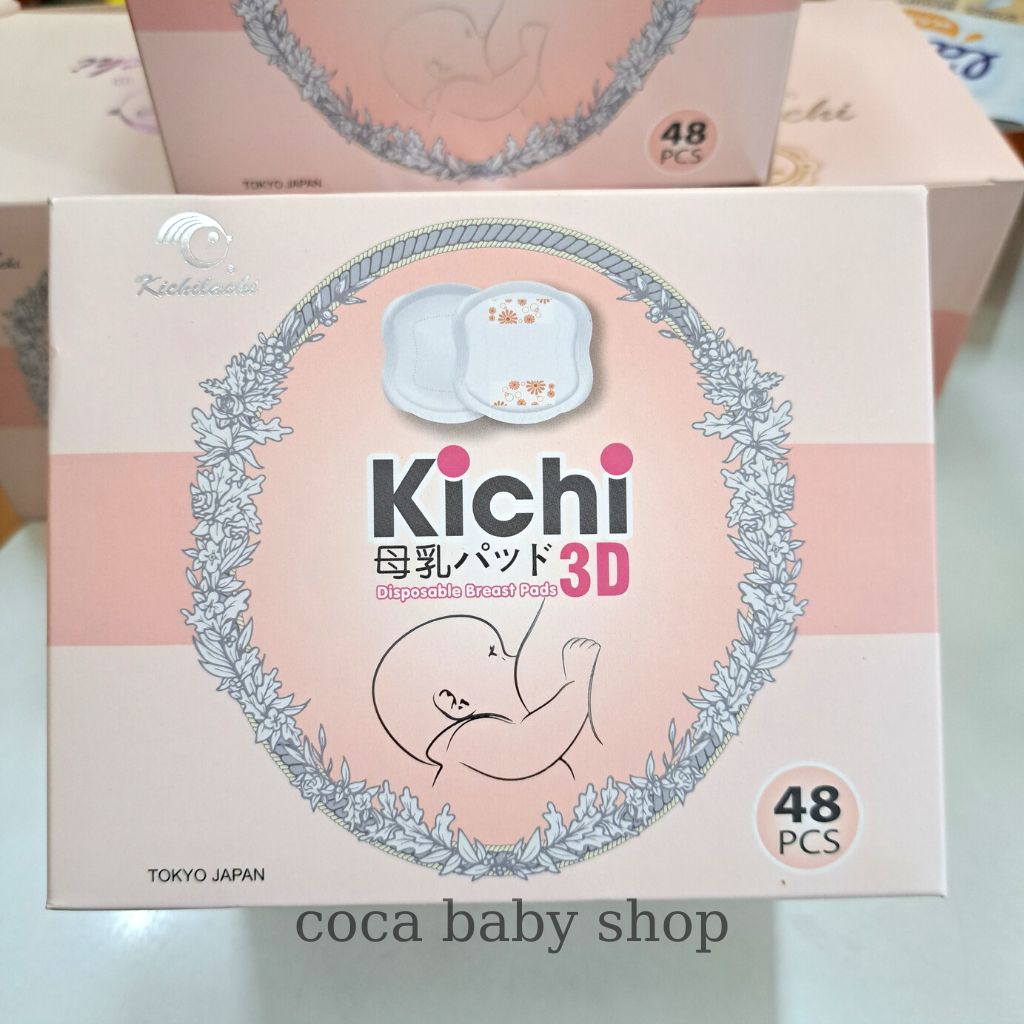 48
PCS
TOKYO JAPAN
Kichitachi
Kichi
母乳パッド 3D
Disposable Breast Pads
48
PCS
TOKYO JAPAN
coca baby shop